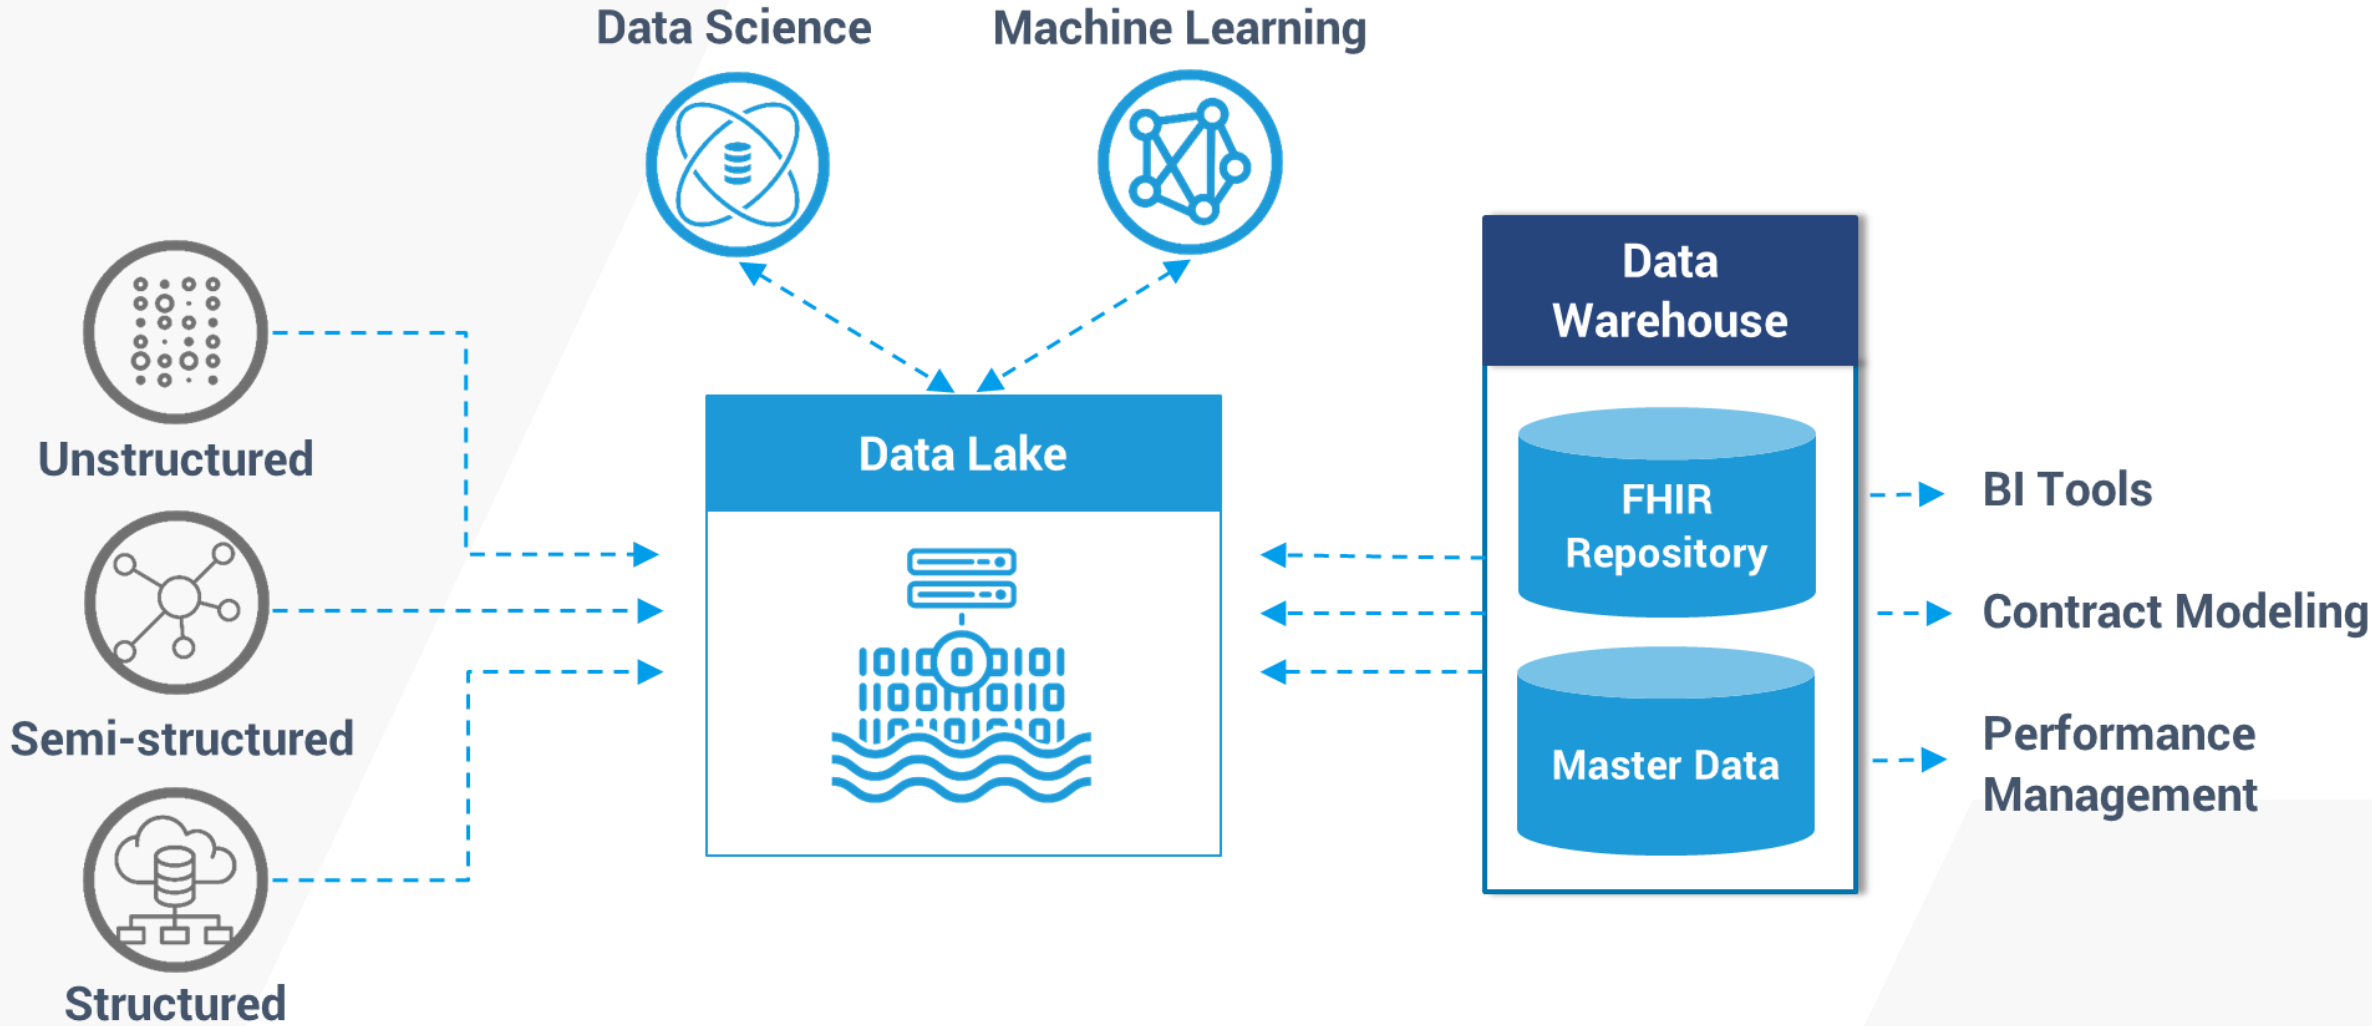 Data Science
Machine Learning
Unstructured
Semi-structured
Structured
Data Lake
Data
Warehouse
FHIR
Repository
Master Data
BI Tools
Contract Modeling
Performance
Management